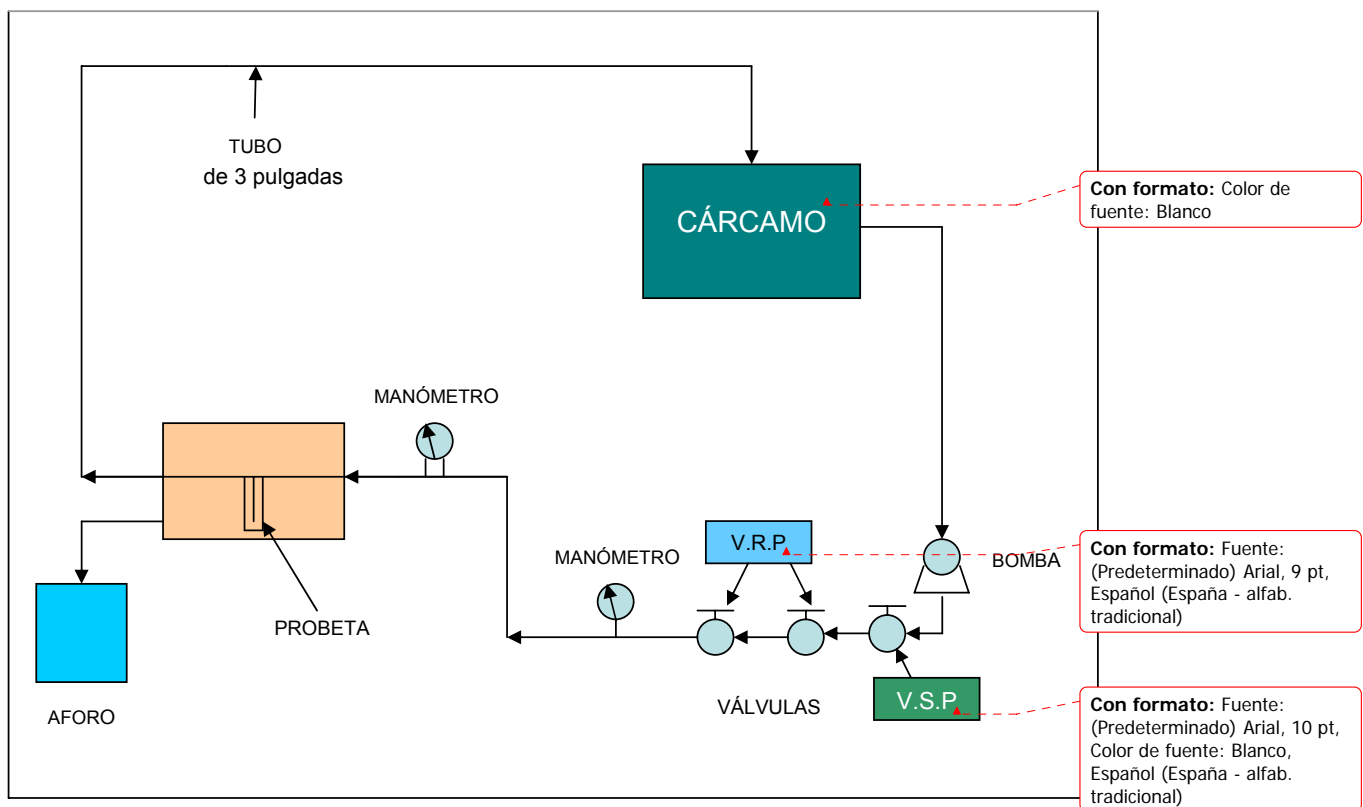 TUBO
de 3 pulgadas
CÁRCAMO
Con formato: Color de
fuente: Blanco
MANÓMETRO
MANÓMETRO
V.R.P
BOMBA
Con formato: Fuente:
(Predeterminado) Arial, 9 pt,
Español (España - alfab.
tradicional)
PROBETA
AFORO
VÁLVULAS
V.S.P
Con formato: Fuente:
(Predeterminado) Arial, 10 pt,
Color de fuente: Blanco,
Español (España - alfab.
tradicional)